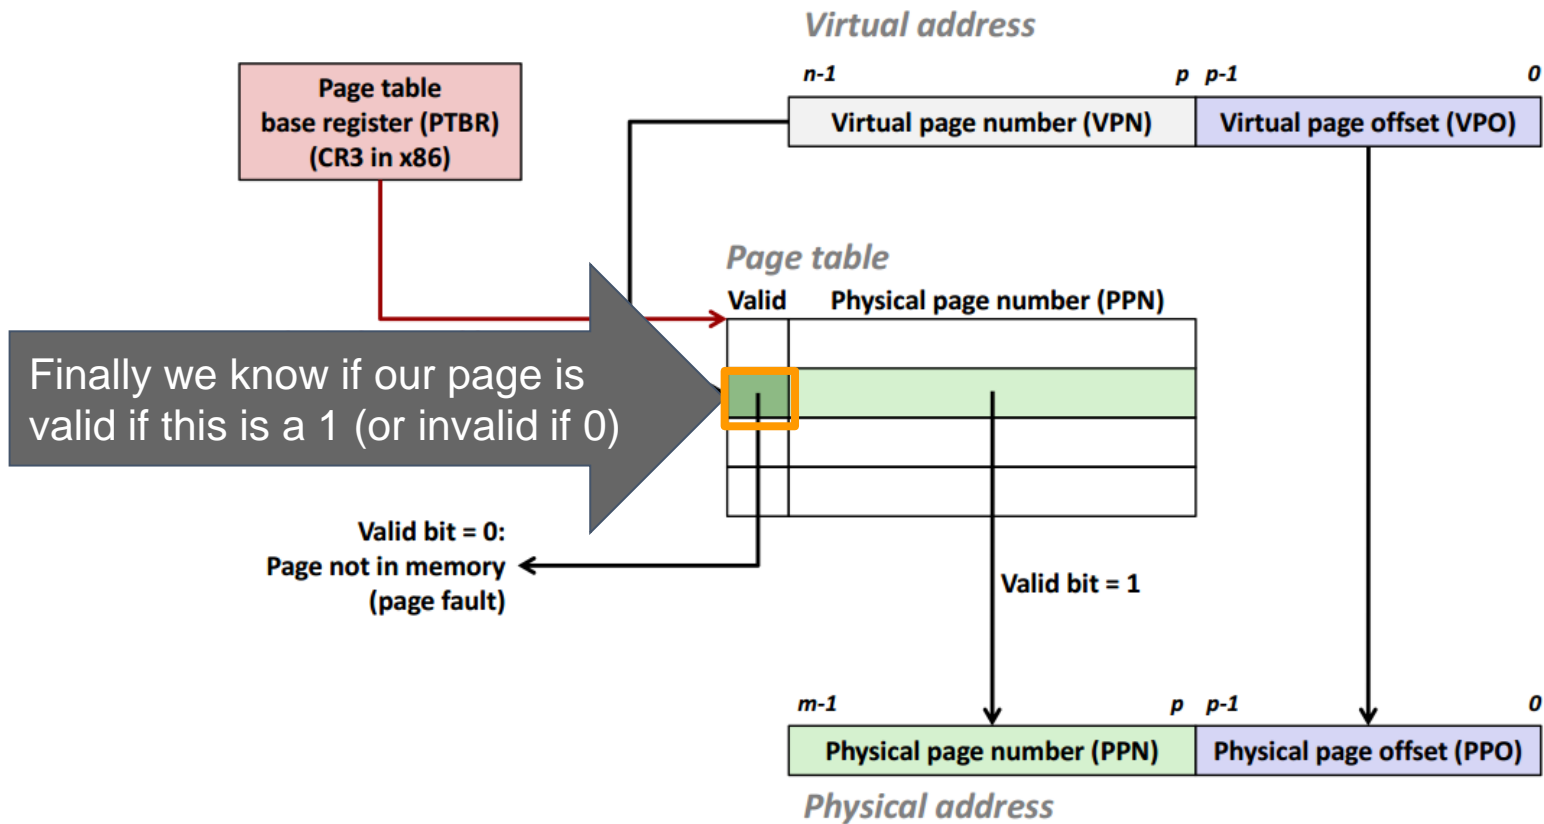 Virtual address
n-1 p p-1 0
Virtual page number (VPN) Virtual page offset (VPO)
Page table
base register (PTBR)
(CR3 in x86)
Page table
Valid Physical page number (PPN)
Finally we know if our page is
valid if this is a 1 (or invalid if 0)
Valid bit = 0:
Page not in memory
(page fault)
Valid bit = 1
m-1 p p-1 0
Physical page number (PPN) Physical page offset (PPO)
Physical address